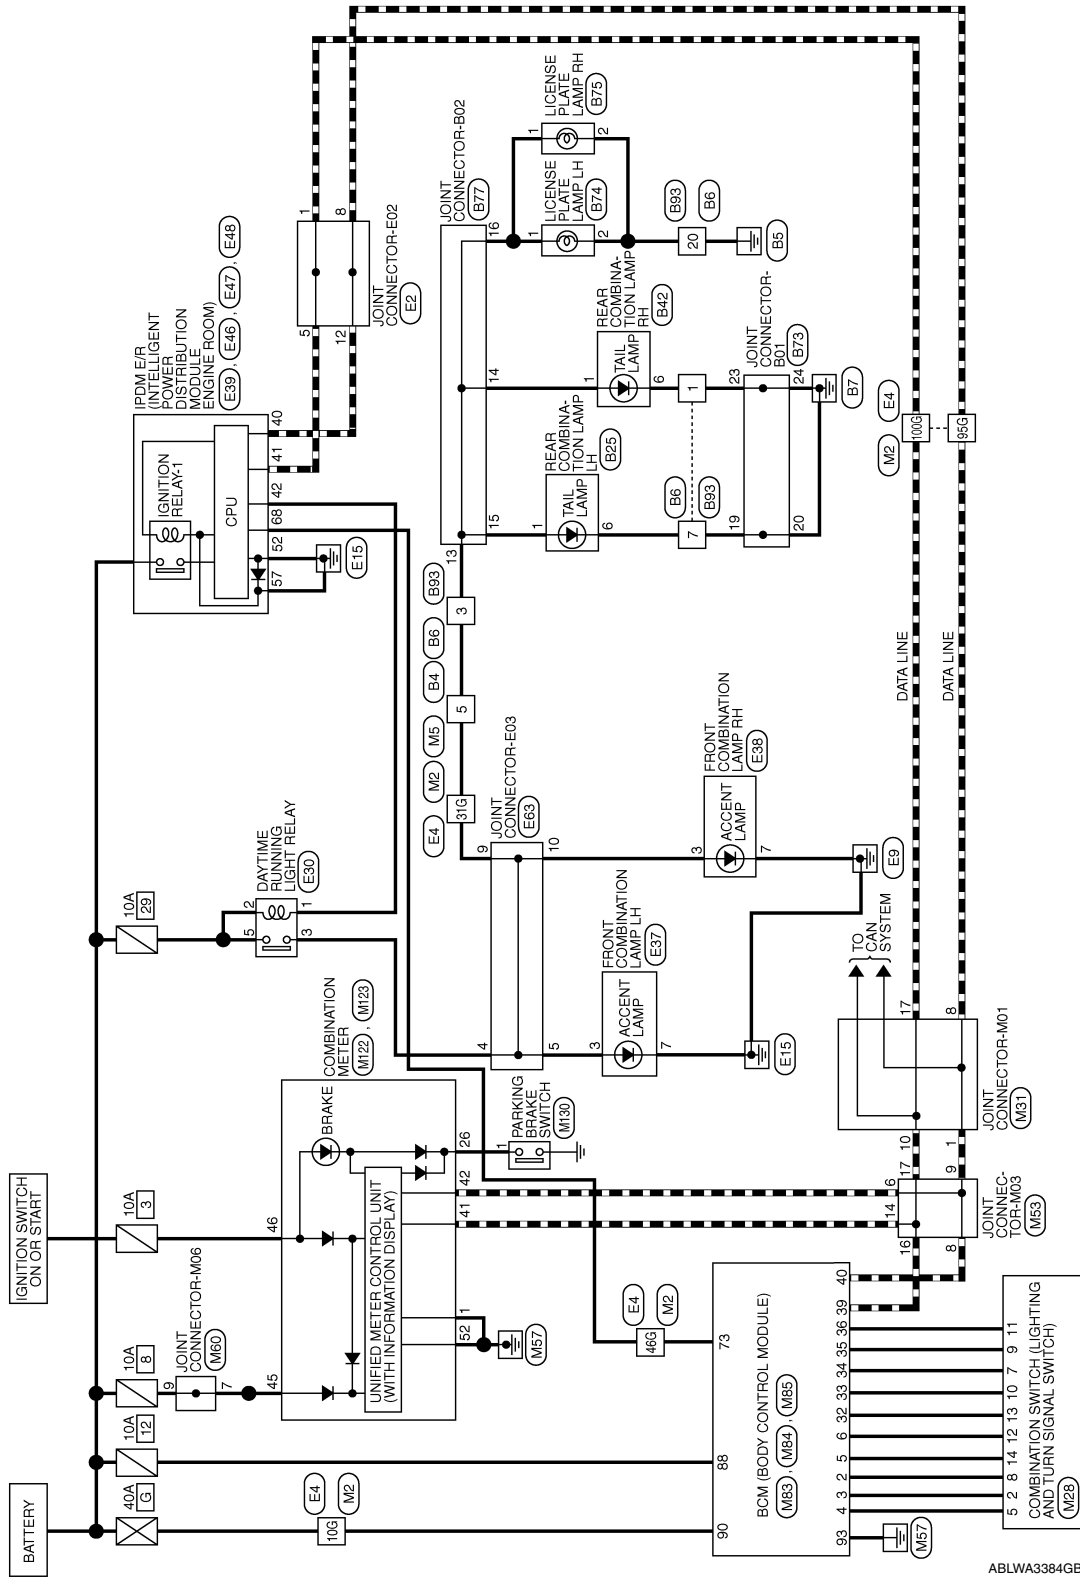 BATTERY
IGNITION SWITCH
ON OR START
40A
G
10A
12
10A
8
10A
3
10A
29
JOINT
CONNECTOR-M06
M60
9
7
E4
M2
10G
45
46
COMBINATION
METER
M122 , M123
BRAKE
UNIFIED METER CONTROL UNIT
(WITH INFORMATION DISPLAY)
52
1
41
42
26
M57
1
PARKING
BRAKE
SWITCH
M130
DAYTIME
RUNNING
LIGHT RELAY
E30
5
2
3
1
IPDM E/R
(INTELLIGENT
POWER
DISTRIBUTION
MODULE
ENGINE ROOM)
E39 , E46 , E47 , E48
IGNITION
RELAY-1
CPU
57
52
68
42
41
40
E15
5
1
12
8
JOINT
CONNECTOR-E02
E2
JOINT
CONNECTOR-E03
E63
4
9
5
10
E4
M2
M5
B4
B6
B93
31G
5
3
13
JOINT
CONNECTOR-B02
B77
15
14
16
LICENSE
PLATE
LAMP LH
B74
1
2
LICENSE
PLATE
LAMP RH
B75
1
2
B93
B6
20
B5
REAR
COMBINA-
TION LAMP
LH
B25
TAIL
LAMP
1
6
REAR
COMBINA-
TION LAMP
RH
B42
TAIL
LAMP
1
6
B6
B93
7
1
JOINT
CONNECTOR-
B01
B73
19
23
20
24
B7
FRONT
COMBINATION
LAMP LH
E37
ACCENT
LAMP
3
7
E15
FRONT
COMBINATION
LAMP RH
E38
ACCENT
LAMP
3
7
E9
E4
M2
46G
BCM (BODY CONTROL MODULE)
M83 , M84 , M85
90
88
73
93
4
3
2
5
6
32
33
34
35
36
39
40
M57
5
2
8
14
12
13
10
7
9
11
COMBINATION SWITCH (LIGHTING
AND TURN SIGNAL SWITCH)
M28
14
6
16
17
8
9
JOINT
CONNEC-
TOR-M03
M53
10
17
1
8
JOINT
CONNECTOR-M01
M31
TO
CAN
SYSTEM
DATA LINE
DATA LINE
M2
E4
100G
95G
ABLWA3384GB